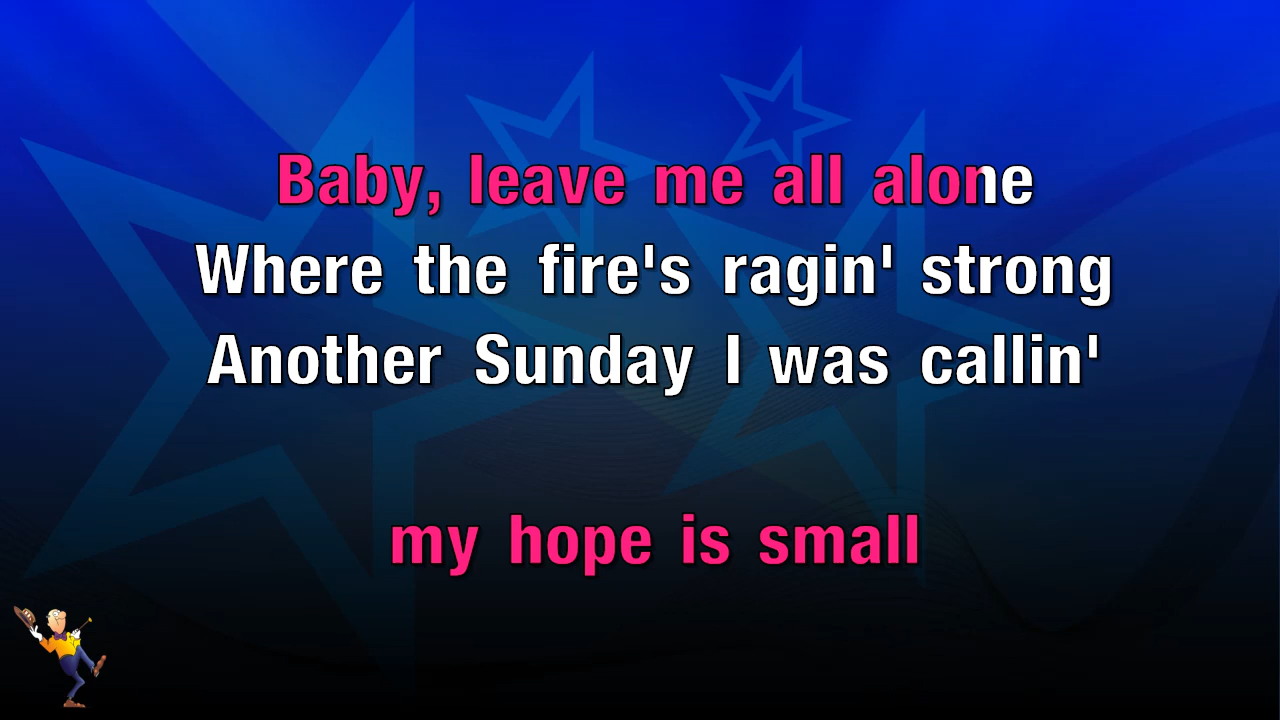 Baby, leave me all alone
Where the fire's ragin' strong
Another Sunday I was callin'
my hope is small